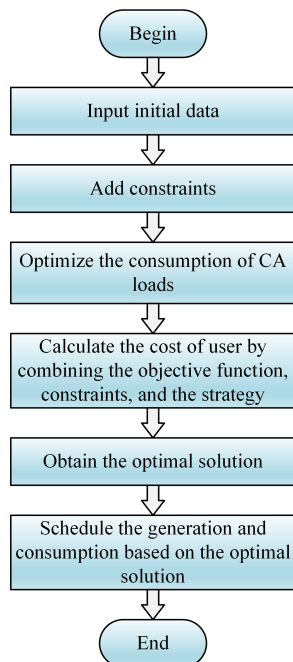 Begin
Input initial data
Add constraints
Optimize the consumption of CA
loads
Calculate the cost of user by
combining the objective function,
constraints, and the strategy
Obtain the optimal solution
Schedule the generation and
consumption based on the optimal
solution
End